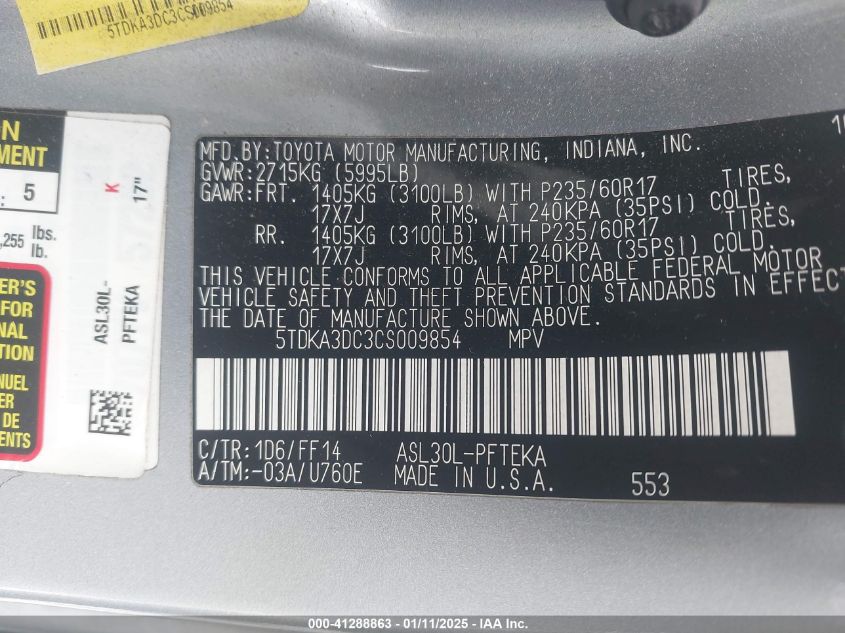 5TDKA3DC3CS009854
ON
EMENT
: 5
,255 lbs.
lb.
K
17"
ER'S
FOR
NAL
TION
NUEL
ER
DE
ENTS
ASL30L-
PFTEKA
10
MFD.BY:TOYOTA MOTOR MANUFACTURING, INDIANA, INC.
GVWR:2715KG (5995LB)
GAWR:FRT. 1405KG (3100LB) WITH P235/60R17 TIRES,
17X7J RIMS, AT 240KPA (35PSI) COLD.
RR. 1405KG (3100LB) WITH P235/60R17 TIRES,
17X7J RIMS, AT 240KPA (35PSI) COLD.
THIS VEHICLE CONFORMS TO ALL APPLICABLE FEDERAL MOTOR
VEHICLE SAFETY AND THEFT PREVENTION STANDARDS IN EFFECT
THE DATE OF MANUFACTURE SHOWN ABOVE.
5TDKA3DC3CS009854 MPV
C/TR:1D6/FF14 ASL30L-PFTEKA
A/TM:-03A/U760E MADE IN U.S.A. 553
000-41288863 - 01/11/2025 - IAA Inc.